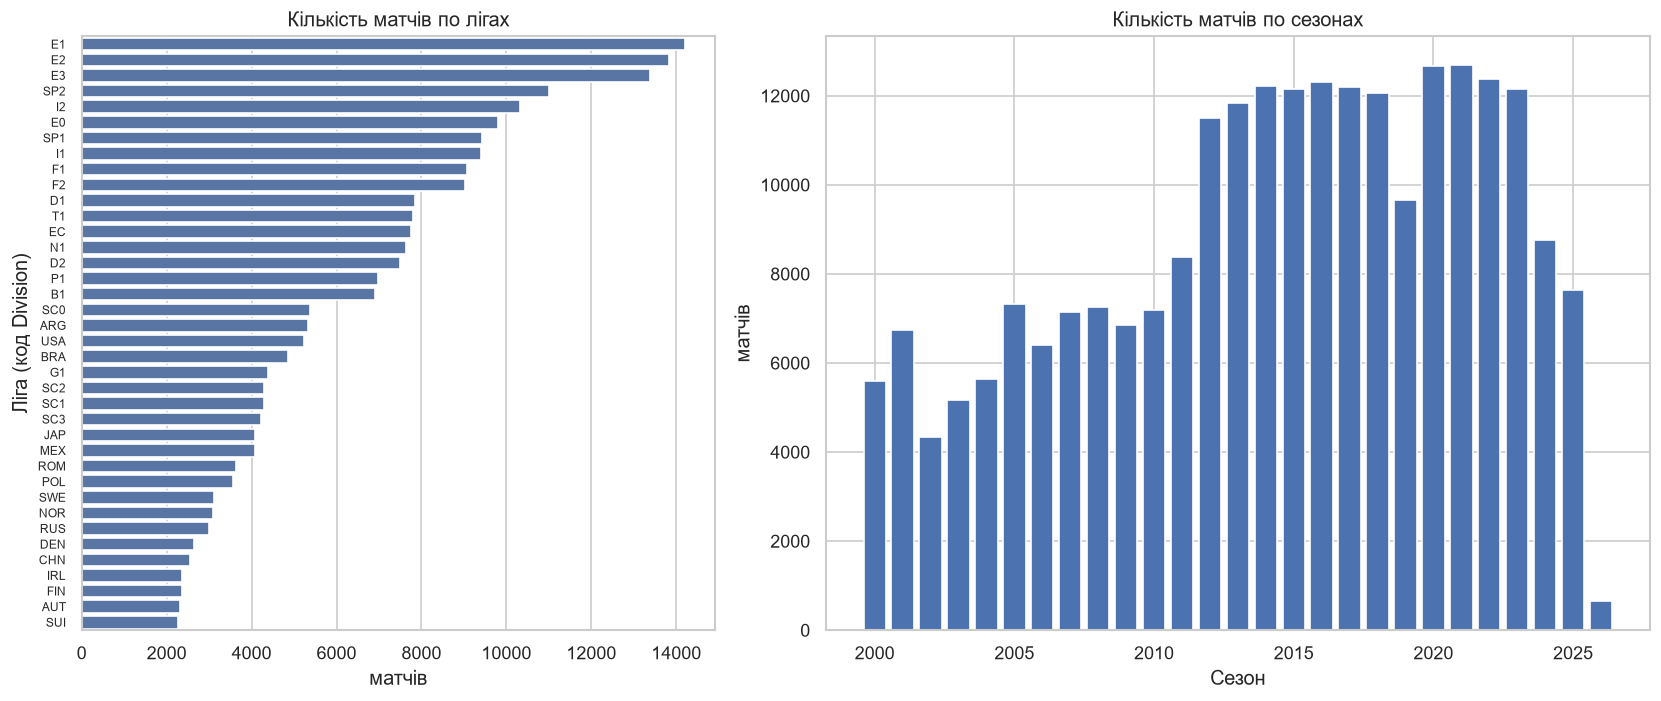 Кількість матчів по лігах
Ліга (код Division)
E1
E2
E3
SP2
I2
E0
SP1
I1
F1
F2
D1
T1
EC
N1
D2
P1
B1
SC0
ARG
USA
BRA
G1
SC2
SC1
SC3
JAP
MEX
ROM
POL
SWE
NOR
RUS
DEN
CHN
IRL
FIN
AUT
SUI
0 2000 4000 6000 8000 10000 12000 14000
матчів
Кількість матчів по сезонах
матчів
12000
10000
8000
6000
4000
2000
0
2000 2005 2010 2015 2020 2025
Сезон